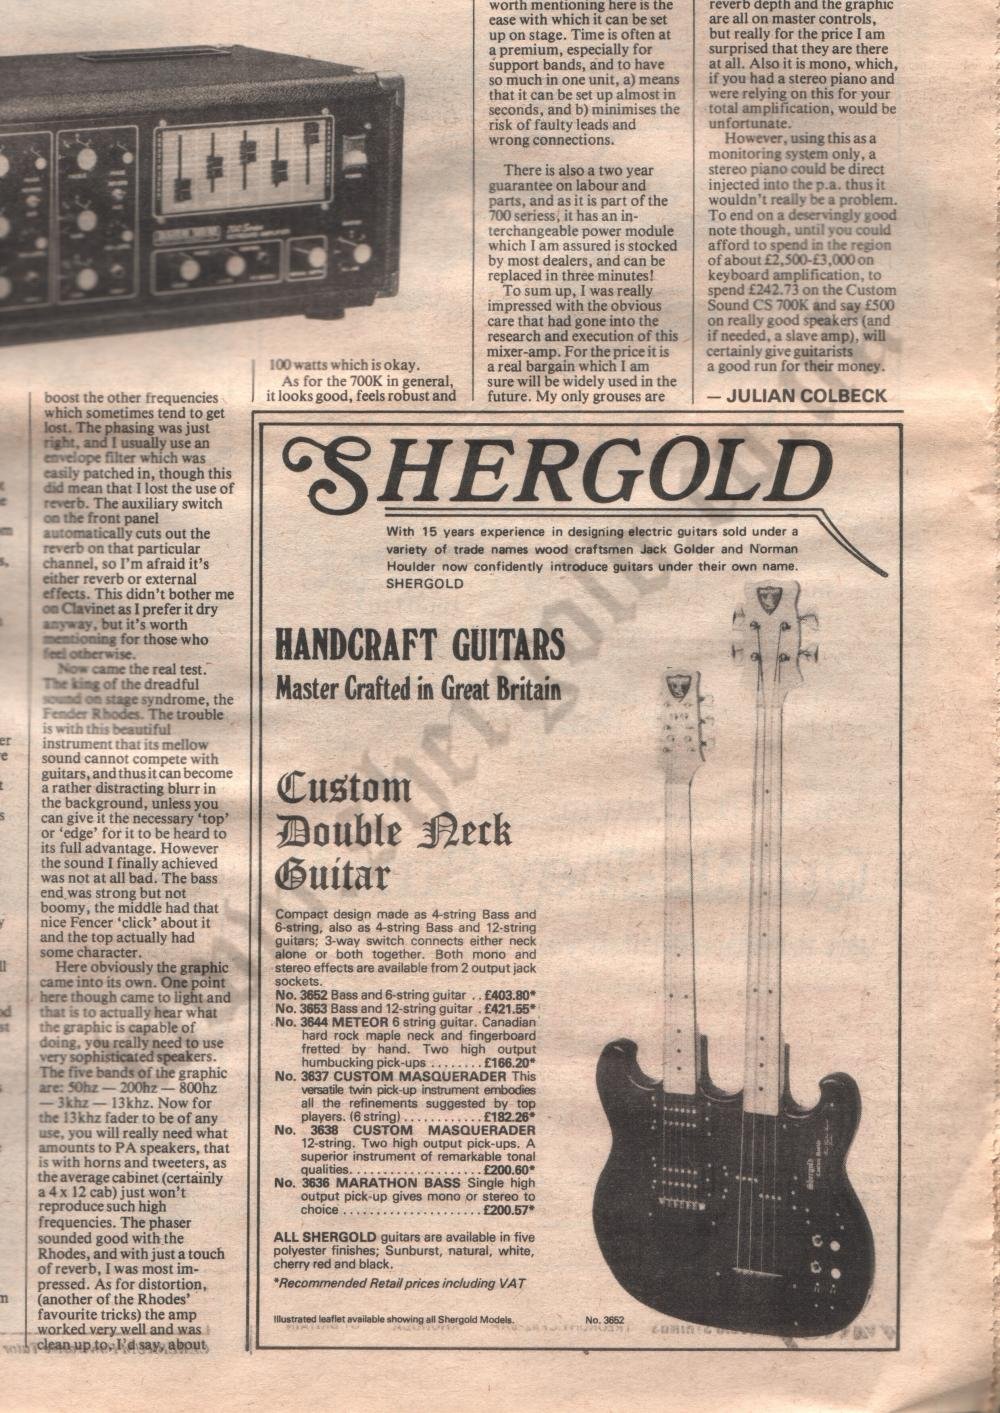 boost the other frequencies
which sometimes tend to get
lost. The phasing was just
right, and I usually use an
envelope filter which was
easily patched in, though this
did mean that I lost the use of
reverb. The auxiliary switch
on the front panel
automatically cuts out the
reverb on that particular
channel, so I'm afraid it's
either reverb or external
effects. This didn't bother me
on Clavinet as I prefer it dry
anyway, but it's worth
mentioning for those who
feel otherwise.
Now came the real test.
The king of the dreadful
sound on stage syndrome, the
Fender Rhodes. The trouble
is with this beautiful
instrument that its mellow
sound cannot compete with
guitars, and thus it can become
a rather distracting blurr in
the background, unless you
can give it the necessary 'top'
or 'edge' for it to be heard to
its full advantage. However
the sound I finally achieved
was not at all bad. The bass
end was strong but not
boomy, the middle had that
nice Fencer 'click' about it
and the top actually had
some character.
Here obviously the graphic
came into its own. One point
here though came to light and
that is to actually hear what
the graphic is capable of
doing, you really need to use
very sophisticated speakers.
The five bands of the graphic
are: 50hz — 200hz — 800hz
— 3khz — 13khz. Now for
the 13khz fader to be of any
use, you will really need what
amounts to PA speakers, that
is with horns and tweeters, as
the average cabinet (certainly
a 4 x 12 cab) just won't
reproduce such high
frequencies. The phaser
sounded good with the
Rhodes, and with just a touch
of reverb, I was most im-
pressed. As for distortion,
(another of the Rhodes'
favourite tricks) the amp
worked very well and was
clean up to, I'd say, about
100 watts which is okay.
As for the 700K in general,
it looks good, feels robust and
worth mentioning here is the
ease with which it can be set
up on stage. Time is often at
a premium, especially for
support bands, and to have
so much in one unit, a) means
that it can be set up almost in
seconds, and b) minimises the
risk of faulty leads and
wrong connections.
There is also a two year
guarantee on labour and
parts, and as it is part of the
700 seriess, it has an in-
terchangeable power module
which I am assured is stocked
by most dealers, and can be
replaced in three minutes!
To sum up, I was really
impressed with the obvious
care that had gone into the
research and execution of this
mixer-amp. For the price it is
a real bargain which I am
sure will be widely used in the
future. My only grouses are
reverb depth and the graphic
are all on master controls,
but really for the price I am
surprised that they are there
at all. Also it is mono, which,
if you had a stereo piano and
were relying on this for your
total amplification, would be
unfortunate.
However, using this as a
monitoring system only, a
stereo piano could be direct
injected into the p.a. thus it
wouldn't really be a problem.
To end on a deservingly good
note though, until you could
afford to spend in the region
of about £2,500-£3,000 on
keyboard amplification, to
spend £242.73 on the Custom
Sound CS 700K and say £500
on really good speakers (and
if needed, a slave amp), will
certainly give guitarists
a good run for their money.
— JULIAN COLBECK
SHERGOLD
With 15 years experience in designing electric guitars sold under a
variety of trade names wood craftsmen Jack Golder and Norman
Houlder now confidently introduce guitars under their own name.
SHERGOLD
HANDCRAFT GUITARS
Master Crafted in Great Britain
Custom
Double Neck
Guitar
Compact design made as 4-string Bass and
6-string, also as 4-string Bass and 12-string
guitars; 3-way switch connects either neck
alone or both together. Both mono and
stereo effects are available from 2 output jack
sockets.
No. 3652 Bass and 6-string guitar . . £403.80*
No. 3653 Bass and 12-string guitar . £421.55*
No. 3644 METEOR 6 string guitar. Canadian
hard rock maple neck and fingerboard
fretted by hand. Two high output
humbucking pick-ups ........ £166.20*
No. 3637 CUSTOM MASQUERADER This
versatile twin pick-up instrument embodies
all the refinements suggested by top
players. (6 string) ........... £182.26*
No. 3638 CUSTOM MASQUERADER
12-string. Two high output pick-ups. A
superior instrument of remarkable tonal
qualities.................... £200.60*
No. 3636 MARATHON BASS Single high
output pick-up gives mono or stereo to
choice ..................... £200.57*
ALL SHERGOLD guitars are available in five
polyester finishes; Sunburst, natural, white,
cherry red and black.
*Recommended Retail prices including VAT
Illustrated leaflet available showing all Shergold Models.
No. 3652